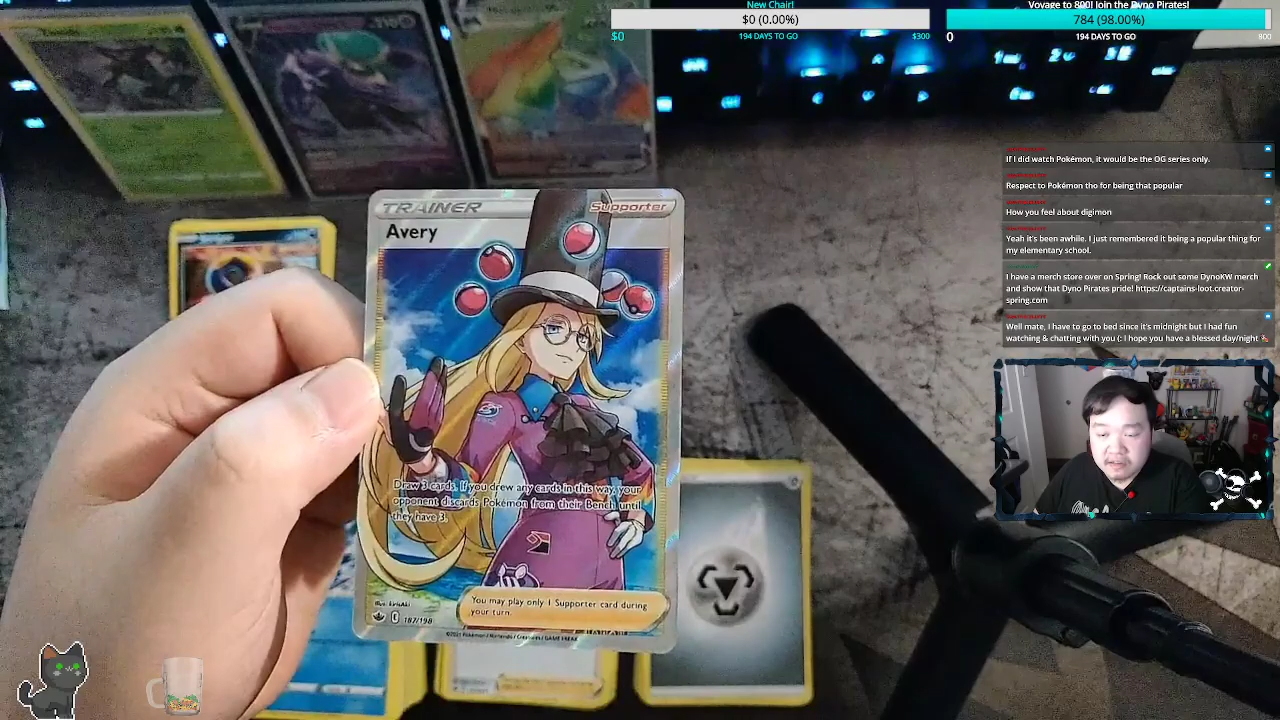 New Chair!
$0 (0.00%)
$0
194 DAYS TO GO
$300
Voyage to 800! Join the Dyno Pirates!
784 (98.00%)
0
194 DAYS TO GO
800
If I did watch Pokémon, it would be the OG series only.
Respect to Pokémon tho for being that popular
How you feel about digimon
Yeah it's been awhile. I just remembered it being a popular thing for
my elementary school.
I have a merch store over on Spring! Rock out some DynoKW merch
and show that Dyno Pirates pride! https://captains-loot.creator-
spring.com
Well mate, I have to go to bed since it's midnight but I had fun
watching & chatting with you (: I hope you have a blessed day/night
TRAINER
Supporter
Avery
Draw 3 cards. If you drew any cards in this way, your
opponent discards Pokémon from their Bench until
they have 3.
You may play only 1 Supporter card during
your turn.
187/198
©2021 Pokémon / Nintendo / Creatures / GAME FREAK